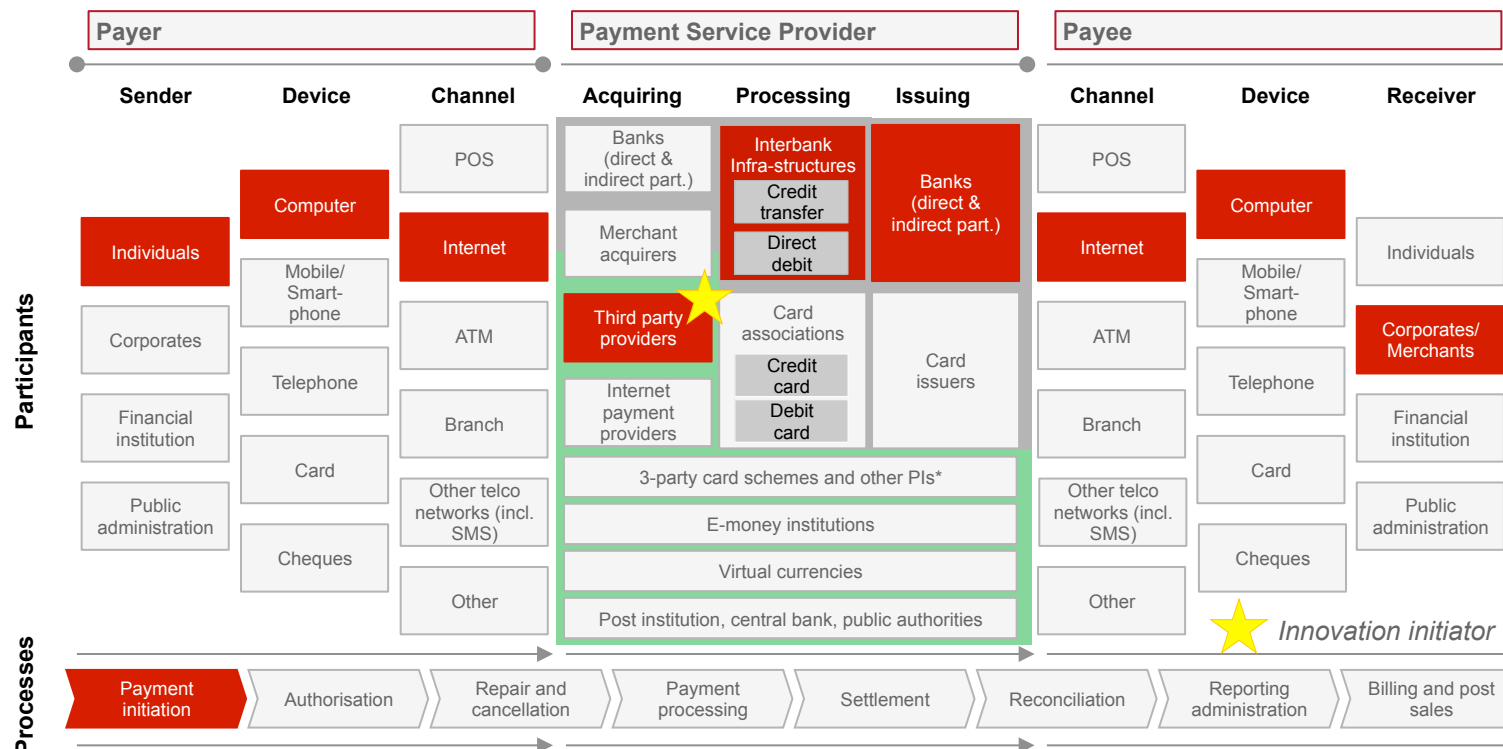 Payer
Payment Service Provider
Payee
Sender
Device
Channel
Acquiring
Processing
Issuing
Channel
Device
Receiver
Participants
Individuals
Corporates
Financial
institution
Public
administration
Computer
Mobile/
Smart-
phone
Telephone
Card
Cheques
POS
Internet
ATM
Branch
Other telco
networks (incl.
SMS)
Other
Banks
(direct &
indirect part.)
Merchant
acquirers
Third party
providers
Internet
payment
providers
Interbank
Infra-structures
Credit
transfer
Direct
debit
Card
associations
Credit
card
Debit
card
Banks
(direct &
indirect part.)
Card
issuers
3-party card schemes and other PIs*
E-money institutions
Virtual currencies
Post institution, central bank, public authorities
POS
Internet
ATM
Branch
Other telco
networks (incl.
SMS)
Other
Computer
Mobile/
Smart-
phone
Telephone
Card
Cheques
Individuals
Corporates/
Merchants
Financial
institution
Public
administration
Innovation initiator
Processes
Payment
initiation
Authorisation
Repair and
cancellation
Payment
processing
Settlement
Reconciliation
Reporting
administration
Billing and post
sales